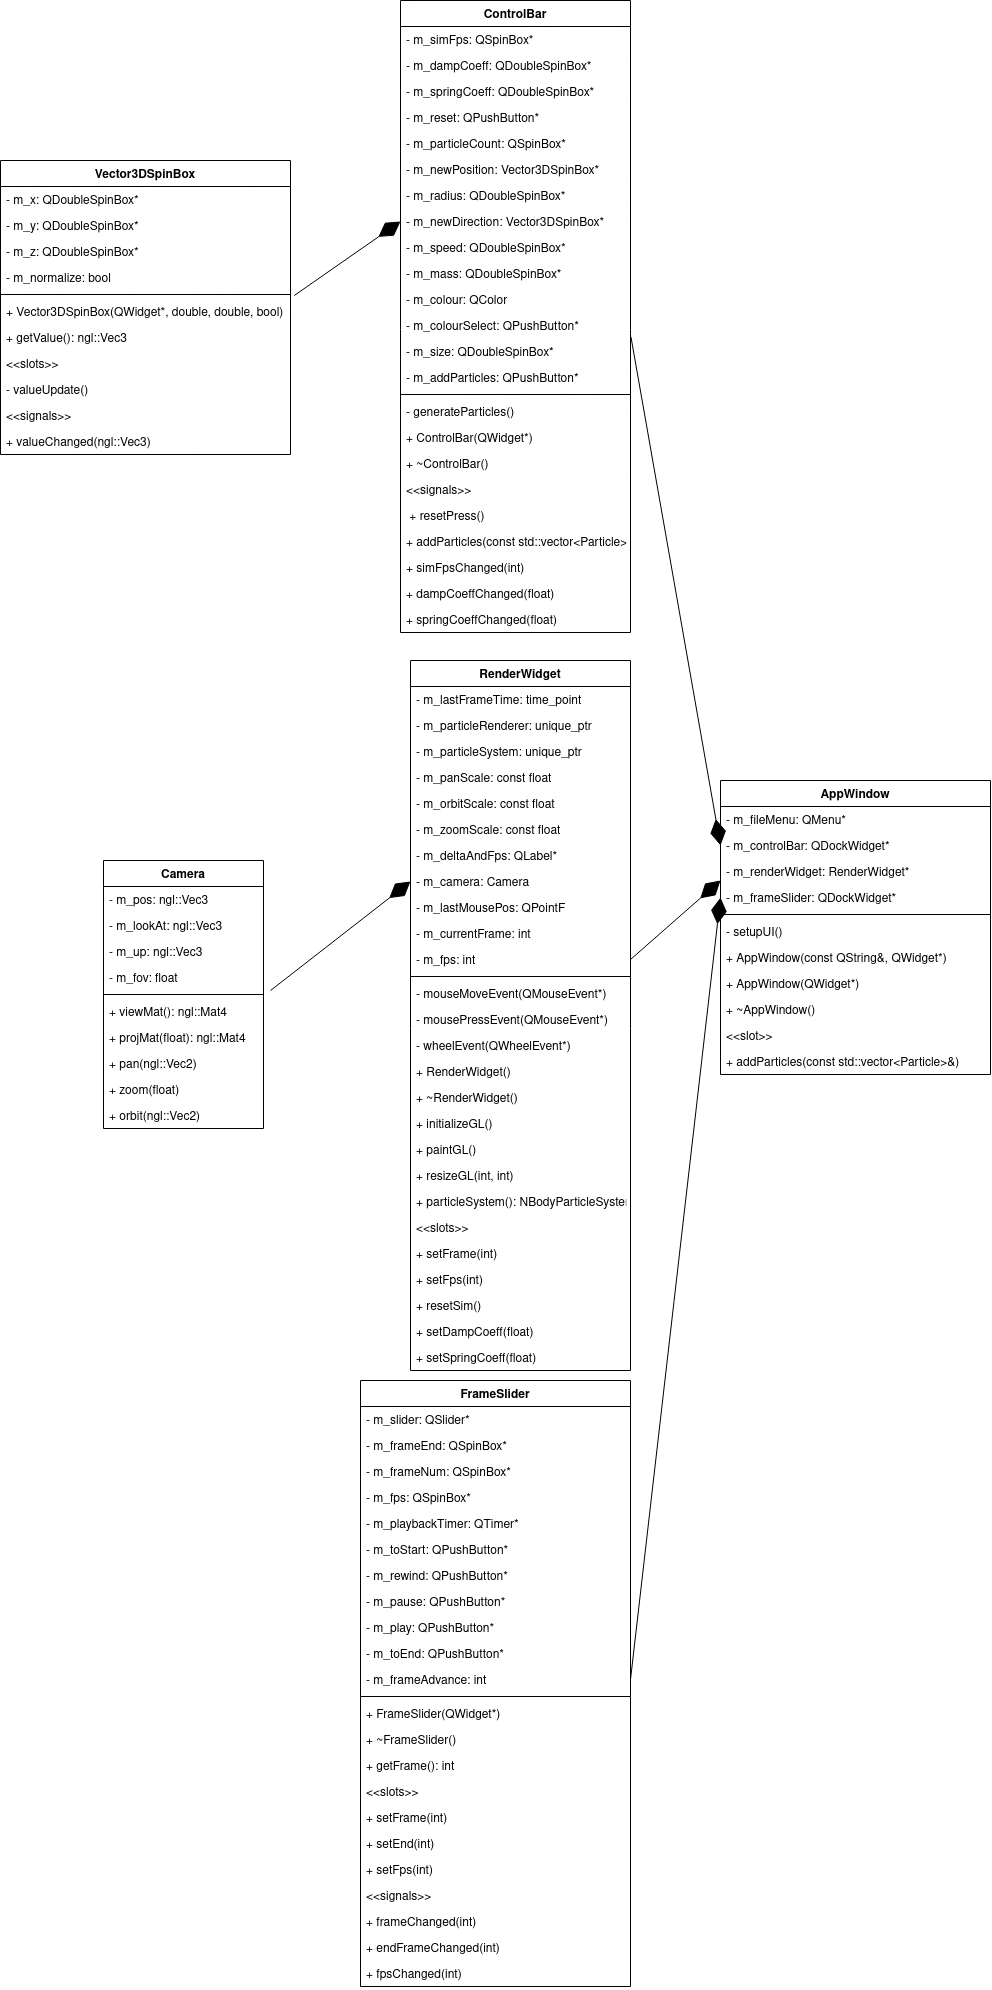 ControlBar
- m_simFps: QSpinBox*
- m_dampCoeff: QDoubleSpinBox*
- m_springCoeff: QDoubleSpinBox*
- m_reset: QPushButton*
- m_particleCount: QSpinBox*
- m_newPosition: Vector3DSpinBox*
- m_radius: QDoubleSpinBox*
- m_newDirection: Vector3DSpinBox*
- m_speed: QDoubleSpinBox*
- m_mass: QDoubleSpinBox*
- m_colour: QColor
- m_colourSelect: QPushButton*
- m_size: QDoubleSpinBox*
- m_addParticles: QPushButton*
- generateParticles()
+ ControlBar(QWidget*)
+ ~ControlBar()
<<signals>>
+ resetPress()
+ addParticles(const std::vector<Particle>
+ simFpsChanged(int)
+ dampCoeffChanged(float)
+ springCoeffChanged(float)
Vector3DSpinBox
- m_x: QDoubleSpinBox*
- m_y: QDoubleSpinBox*
- m_z: QDoubleSpinBox*
- m_normalize: bool
+ Vector3DSpinBox(QWidget*, double, double, bool)
+ getValue(): ngl::Vec3
<<slots>>
- valueUpdate()
<<signals>>
+ valueChanged(ngl::Vec3)
RenderWidget
- m_lastFrameTime: time_point
- m_particleRenderer: unique_ptr
- m_particleSystem: unique_ptr
- m_panScale: const float
- m_orbitScale: const float
- m_zoomScale: const float
- m_deltaAndFps: QLabel*
- m_camera: Camera
- m_lastMousePos: QPointF
- m_currentFrame: int
- m_fps: int
- mouseMoveEvent(QMouseEvent*)
- mousePressEvent(QMouseEvent*)
- wheelEvent(QWheelEvent*)
+ RenderWidget()
+ ~RenderWidget()
+ initializeGL()
+ paintGL()
+ resizeGL(int, int)
+ particleSystem(): NBodyParticleSyste
<<slots>>
+ setFrame(int)
+ setFps(int)
+ resetSim()
+ setDampCoeff(float)
+ setSpringCoeff(float)
AppWindow
- m_fileMenu: QMenu*
- m_controlBar: QDockWidget*
- m_renderWidget: RenderWidget*
- m_frameSlider: QDockWidget*
- setupUI()
+ AppWindow(const QString&, QWidget*)
+ AppWindow(QWidget*)
+ ~AppWindow()
<<slot>>
+ addParticles(const std::vector<Particle>&)
Camera
- m_pos: ngl::Vec3
- m_lookAt: ngl::Vec3
- m_up: ngl::Vec3
- m_fov: float
+ viewMat(): ngl::Mat4
+ projMat(float): ngl::Mat4
+ pan(ngl::Vec2)
+ zoom(float)
+ orbit(ngl::Vec2)
FrameSlider
- m_slider: QSlider*
- m_frameEnd: QSpinBox*
- m_frameNum: QSpinBox*
- m_fps: QSpinBox*
- m_playbackTimer: QTimer*
- m_toStart: QPushButton*
- m_rewind: QPushButton*
- m_pause: QPushButton*
- m_play: QPushButton*
- m_toEnd: QPushButton*
- m_frameAdvance: int
+ FrameSlider(QWidget*)
+ ~FrameSlider()
+ getFrame(): int
<<slots>>
+ setFrame(int)
+ setEnd(int)
+ setFps(int)
<<signals>>
+ frameChanged(int)
+ endFrameChanged(int)
+ fpsChanged(int)